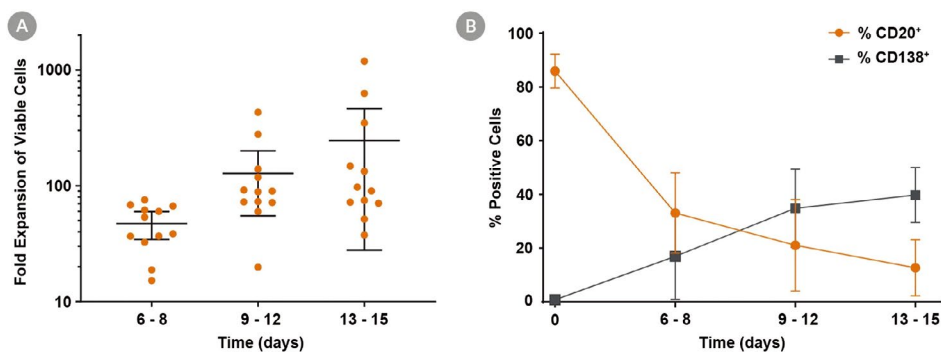 A
Fold Expansion of Viable Cells
1000
100
10
6 - 8
9 - 12
13 - 15
Time (days)
B
% CD20⁺
% CD138⁺
% Positive Cells
100
80
60
40
20
0
0
6 - 8
9 - 12
13 - 15
Time (days)